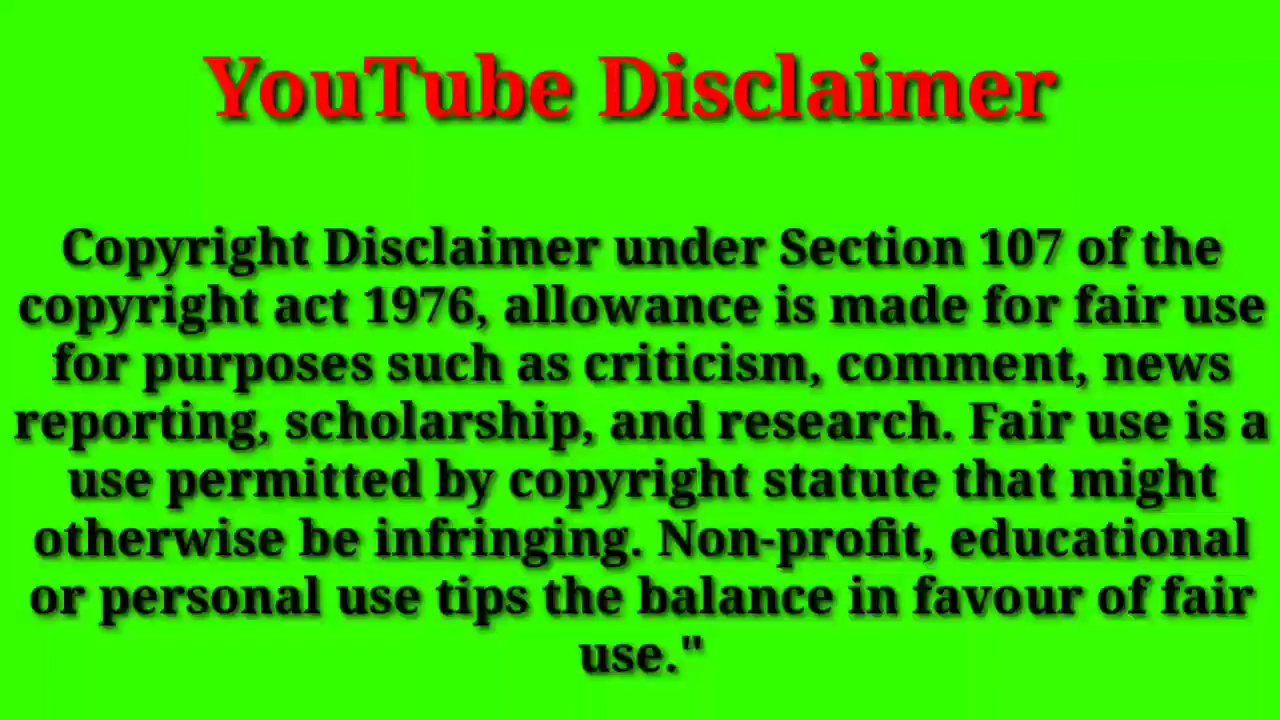 YouTube Disclaimer
Copyright Disclaimer under Section 107 of the
copyright act 1976, allowance is made for fair use
for purposes such as criticism, comment, news
reporting, scholarship, and research. Fair use is a
use permitted by copyright statute that might
otherwise be infringing. Non-profit, educational
or personal use tips the balance in favour of fair
use."